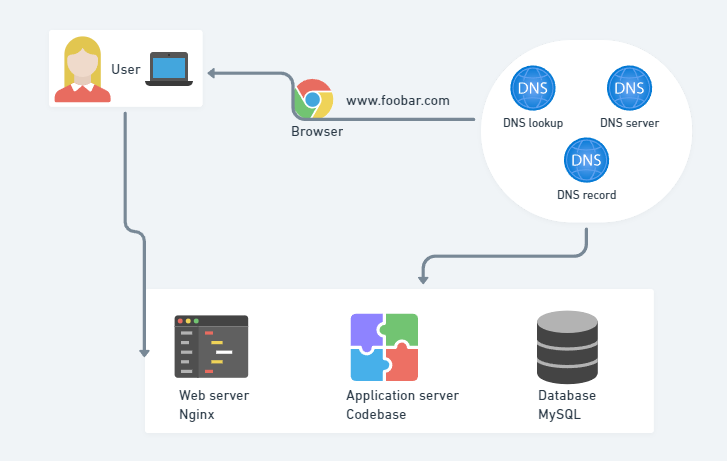 User
www.foobar.com
Browser
DNS
DNS
DNS lookup
DNS server
DNS
DNS record
Web server
Nginx
Application server
Codebase
Database
MySQL